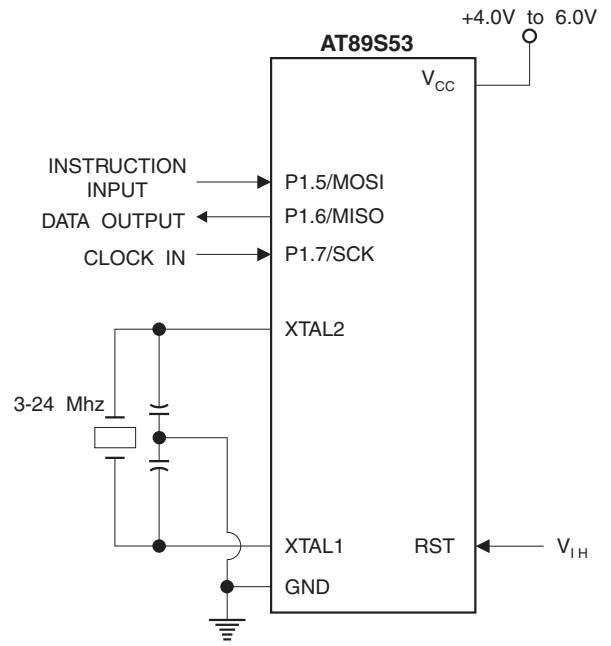 +4.0V to 6.0V
AT89S53
VCC
INSTRUCTION
INPUT
P1.5/MOSI
DATA OUTPUT
P1.6/MISO
CLOCK IN
P1.7/SCK
XTAL2
3-24 Mhz
XTAL1
RST
VIH
GND